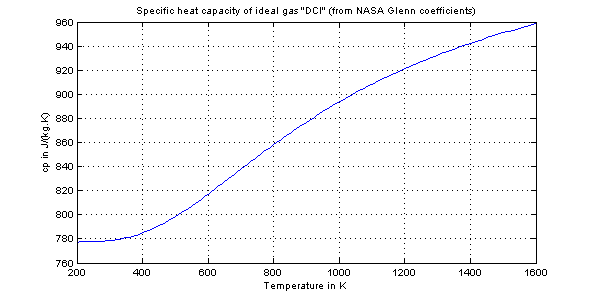 Specific heat capacity of ideal gas "DCl" (from NASA Glenn coefficients)
960
940
920
900
880
860
840
820
800
780
760
cp in J/(kg.K)
200 400 600 800 1000 1200 1400 1600
Temperature in K